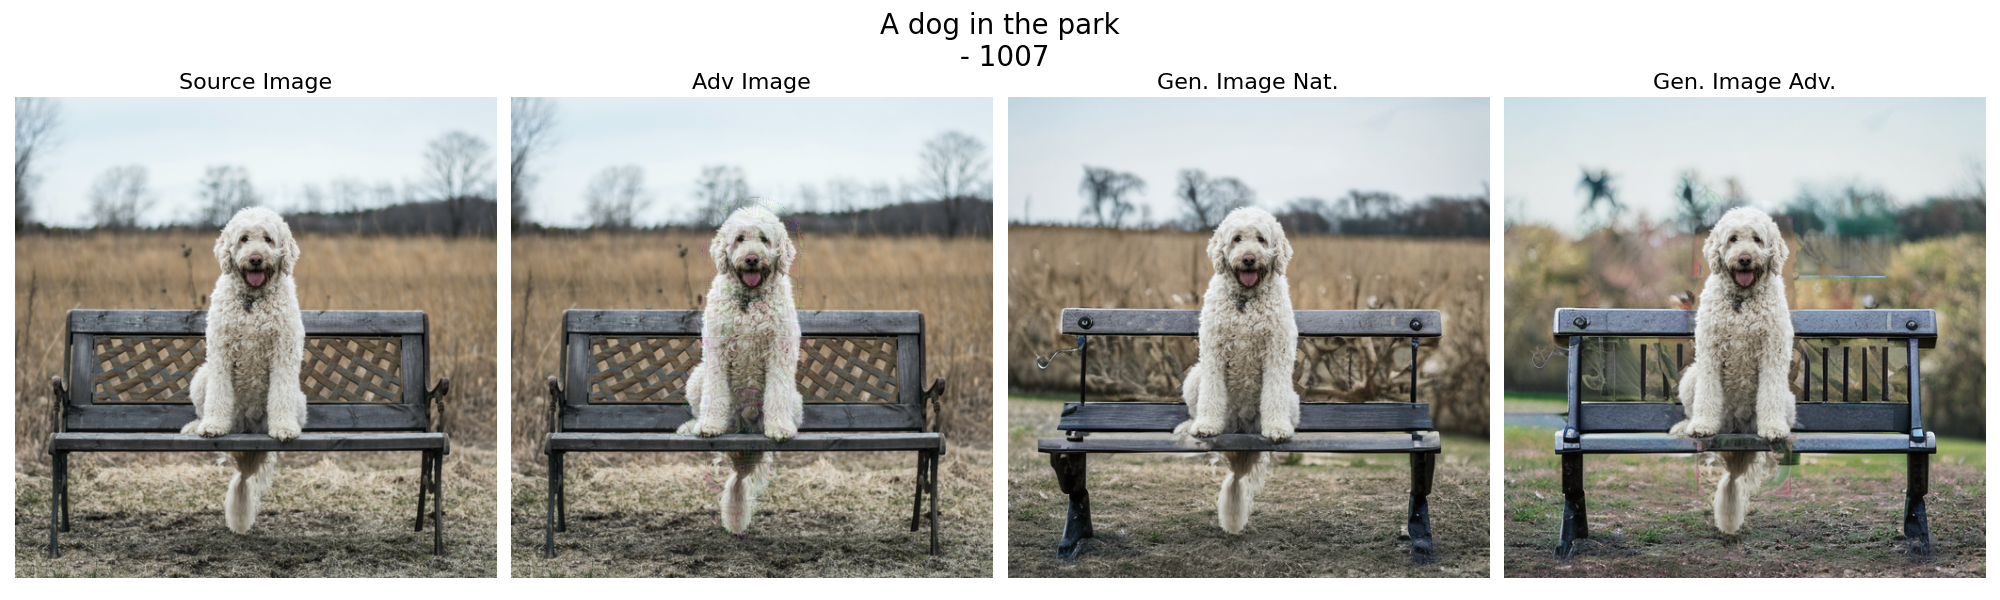 A dog in the park
- 1007
Source Image
Adv Image
Gen. Image Nat.
Gen. Image Adv.